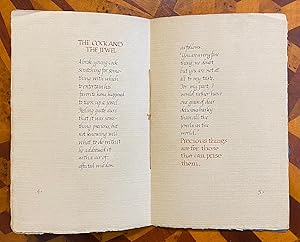 THE COCK AND
THE JEWEL
A brisk young cock
scratching for some-
thing with which
to entertain his
favorite hens, happened
to turn up a jewel.
Feeling quite sure
that it was some-
thing precious, but
not knowing well
what to do with it
he addressed it
with an air of
affected wisdom
4
as follows:
You are a very fine
thing, no doubt
but you are not at
all to my taste.
For my part, I
would rather have
one grain of dear
delicious barley
than all the
jewels in the
world.
Precious things
are for those
that can prize
them.
5